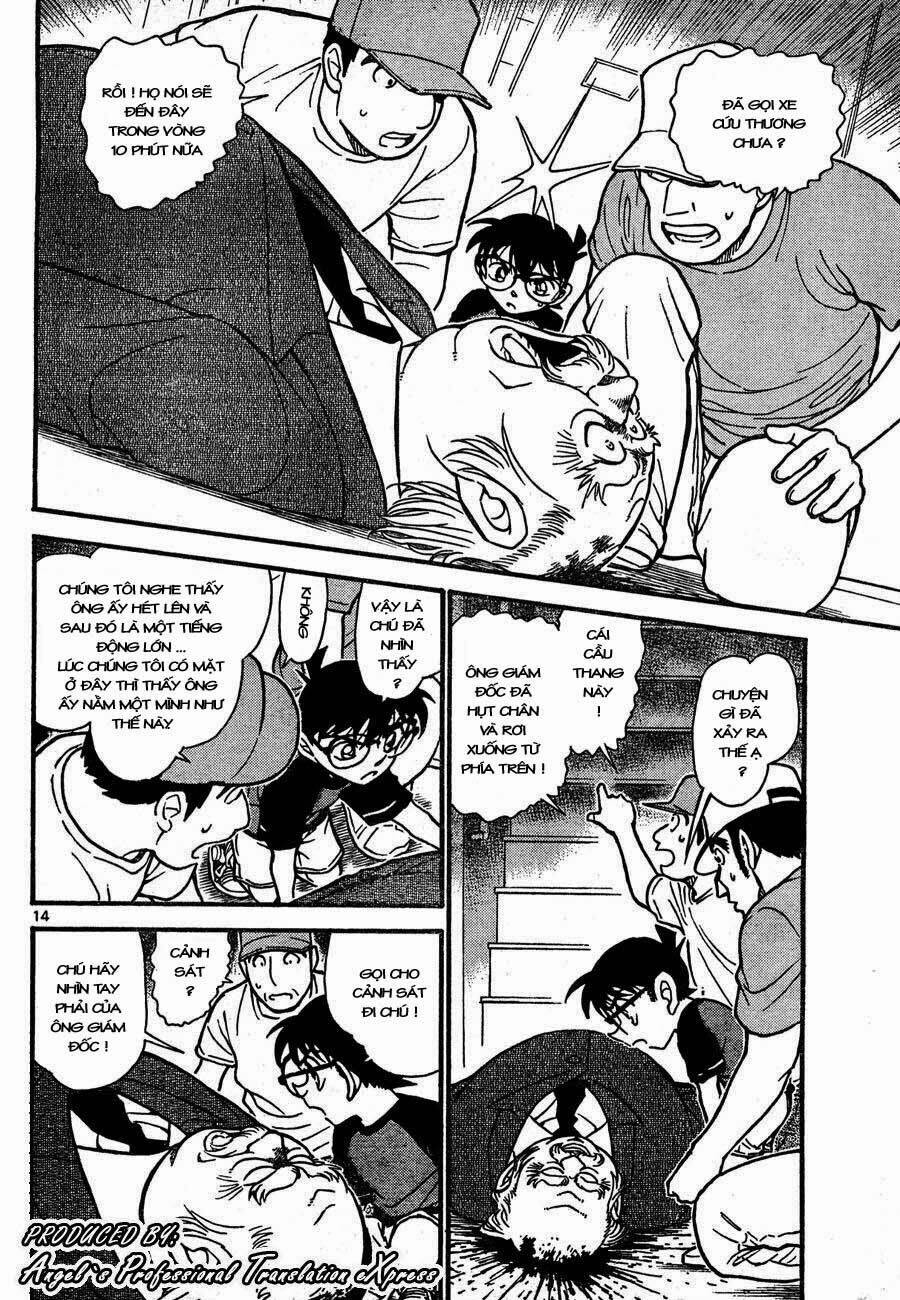 ĐÃ GỌI XE
CỨU THƯƠNG
CHƯA ?
RỒI ! HỌ NÓI SẼ
ĐẾN ĐÂY
TRONG VÒNG
10 PHÚT NỮA
CHUYỆN
GÌ ĐÃ
XẢY RA
THẾ Ạ
?
CÁI
CẦU
THANG
NÀY
!
ÔNG GIÁM
ĐỐC ĐÃ
HỤT CHÂN
VÀ RƠI
XUỐNG TỪ
PHÍA TRÊN !
VẬY LÀ
CHÚ ĐÃ
NHÌN
THẤY
?
KHÔNG
CHÚNG TÔI NGHE THẤY
ÔNG ẤY HÉT LÊN VÀ
SAU ĐÓ LÀ MỘT TIẾNG
ĐỘNG LỚN ...
LÚC CHÚNG TÔI CÓ MẶT
Ở ĐÂY THÌ THẤY ÔNG
ẤY NẰM MỘT MÌNH NHƯ
THẾ NÀY.
14
GỌI CHO
CẢNH SÁT
ĐI CHÚ !
CẢNH
SÁT
?
CHÚ HÃY
NHÌN TAY
PHẢI CỦA
ÔNG GIÁM
ĐỐC !
PRODUCED BY:
Angel`s Professional Translation eXpress